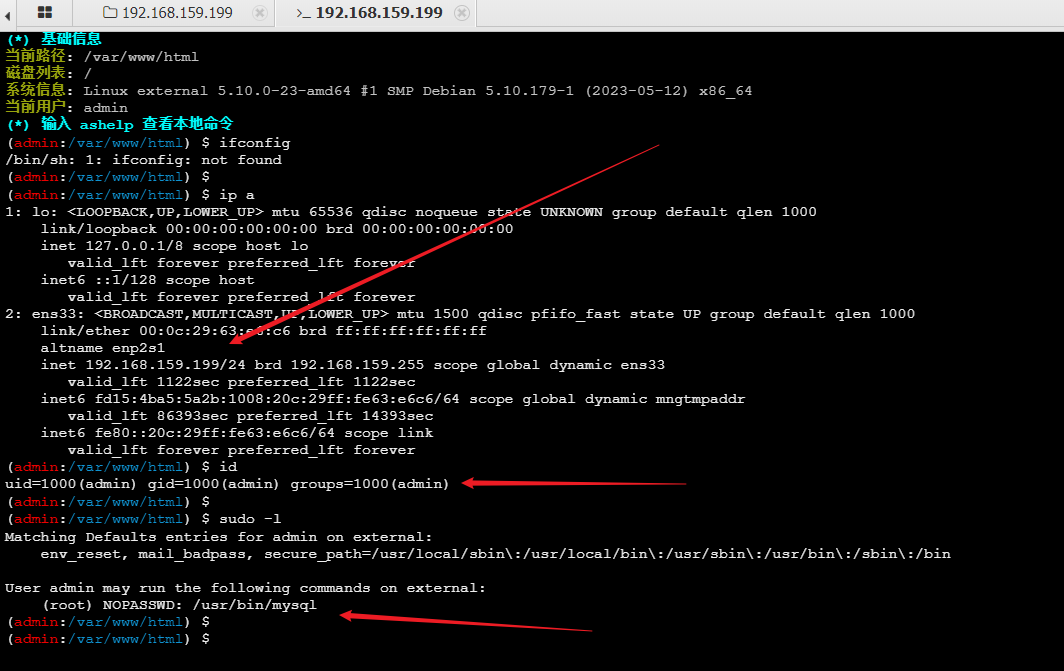 192.168.159.199
>_ 192.168.159.199
(*) 基础信息
当前路径: /var/www/html
磁盘列表: /
系统信息: Linux external 5.10.0-23-amd64 #1 SMP Debian 5.10.179-1 (2023-05-12) x86_64
当前用户: admin
(*) 输入 ashelp 查看本地命令
(admin:/var/www/html) $ ifconfig
/bin/sh: 1: ifconfig: not found
(admin:/var/www/html) $
(admin:/var/www/html) $ ip a
1: lo: <LOOPBACK,UP,LOWER_UP> mtu 65536 qdisc noqueue state UNKNOWN group default qlen 1000
link/loopback 00:00:00:00:00:00 brd 00:00:00:00:00:00
inet 127.0.0.1/8 scope host lo
valid_lft forever preferred_lft forever
inet6 ::1/128 scope host
valid_lft forever preferred_lft forever
2: ens33: <BROADCAST,MULTICAST,UP,LOWER_UP> mtu 1500 qdisc pfifo_fast state UP group default qlen 1000
link/ether 00:0c:29:63:e6:c6 brd ff:ff:ff:ff:ff:ff
altname enp2s1
inet 192.168.159.199/24 brd 192.168.159.255 scope global dynamic ens33
valid_lft 1122sec preferred_lft 1122sec
inet6 fd15:4ba5:5a2b:1008:20c:29ff:fe63:e6c6/64 scope global dynamic mngtmpaddr
valid_lft 86393sec preferred_lft 14393sec
inet6 fe80::20c:29ff:fe63:e6c6/64 scope link
valid_lft forever preferred_lft forever
(admin:/var/www/html) $ id
uid=1000(admin) gid=1000(admin) groups=1000(admin)
(admin:/var/www/html) $
(admin:/var/www/html) $ sudo -l
Matching Defaults entries for admin on external:
env_reset, mail_badpass, secure_path=/usr/local/sbin\:/usr/local/bin\:/usr/sbin\:/usr/bin\:/sbin\:/bin
User admin may run the following commands on external:
(root) NOPASSWD: /usr/bin/mysql
(admin:/var/www/html) $
(admin:/var/www/html) $